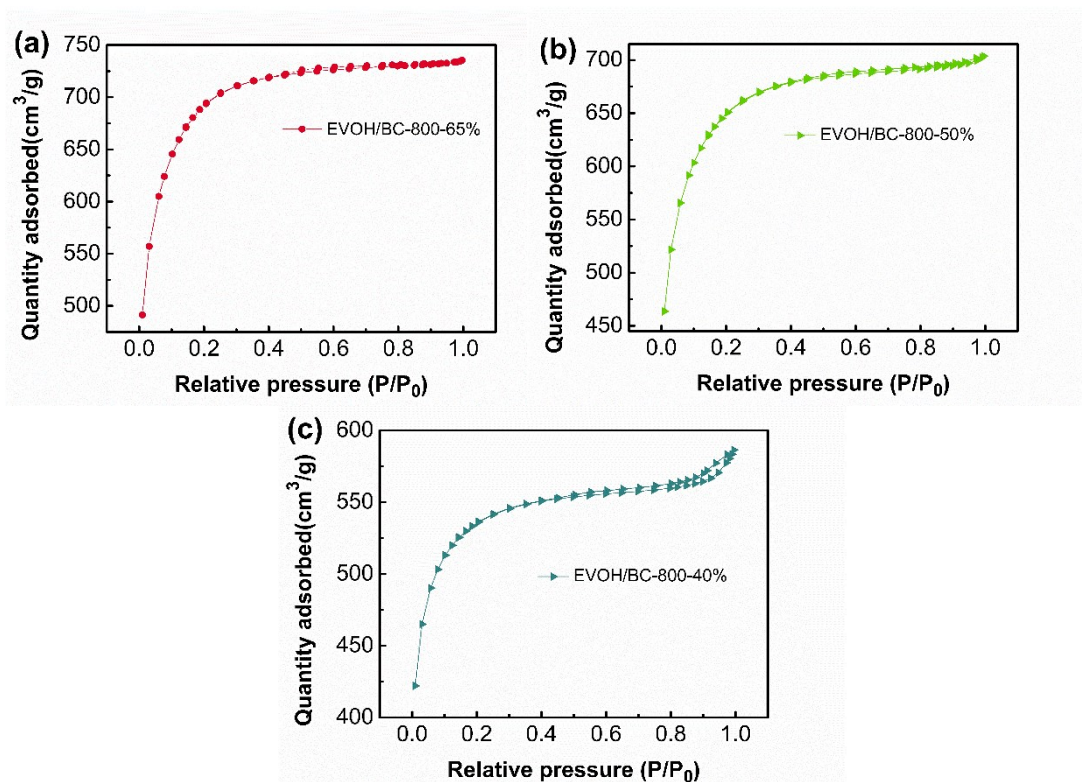 (a)
750
700
650
600
550
500
Quantity adsorbed(cm³/g)
EVOH/BC-800-65%
0.0 0.2 0.4 0.6 0.8 1.0
Relative pressure (P/P₀)
(b)
700
650
600
550
500
450
Quantity adsorbed(cm³/g)
EVOH/BC-800-50%
0.0 0.2 0.4 0.6 0.8 1.0
Relative pressure (P/P₀)
(c)
600
550
500
450
400
Quantity adsorbed(cm³/g)
EVOH/BC-800-40%
0.0 0.2 0.4 0.6 0.8 1.0
Relative pressure (P/P₀)